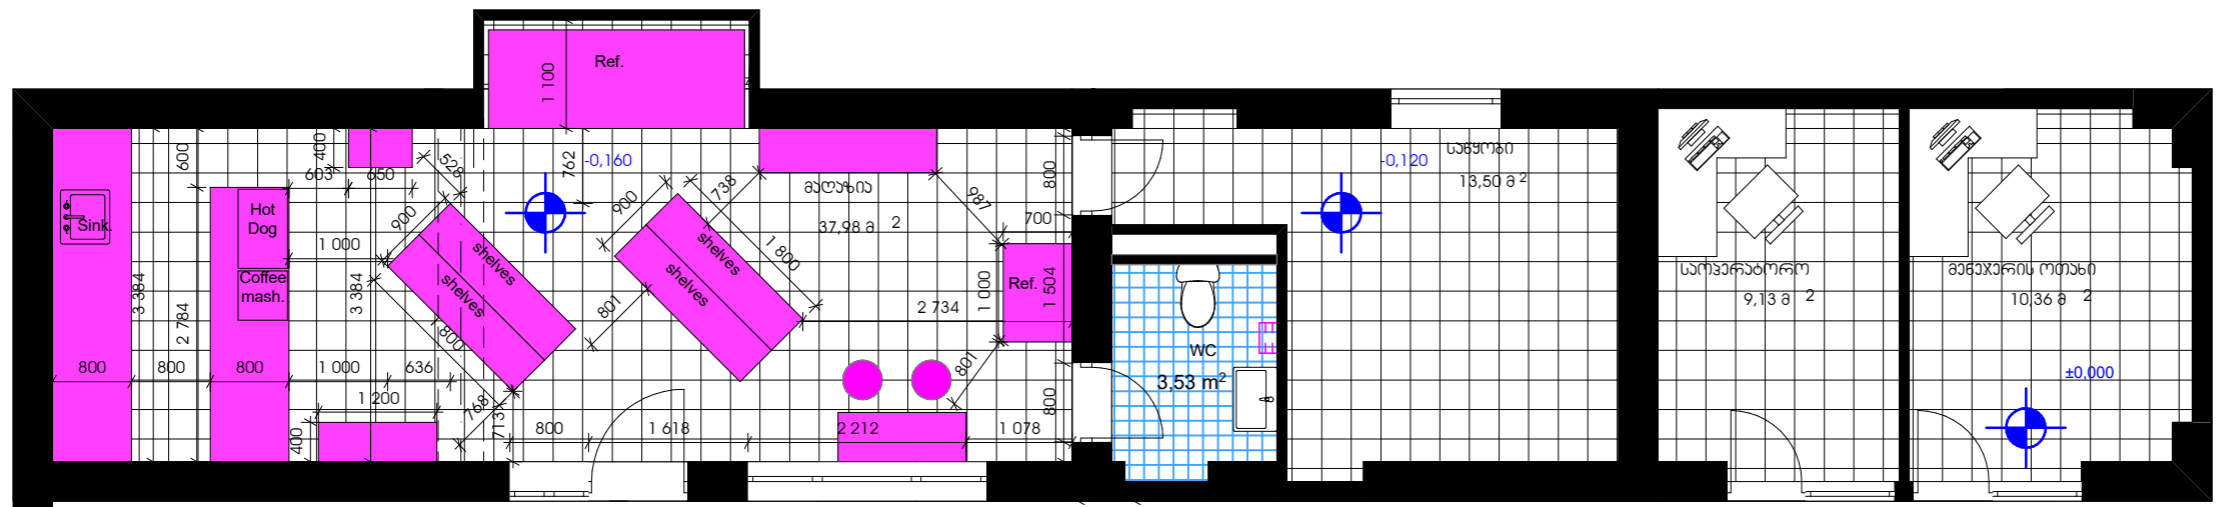 Ref.
1 100
600
400
603
650
528
762
-0,160
738
მაღაზია
37,98 მ 2
987
800
700
-0,120
საწყობი
13,50 მ 2
Sink.
Hot
Dog
Coffee
mash.
900
1 000
shelves
shelves
900
shelves
shelves
1 800
801
3 384
2 784
3 384
800
2 734
1 000
Ref.
1 504
WC
3,53 m2
საოპერატორო
9,13 მ 2
მენეჯერის ოთახი
10,36 მ 2
±0,000
800
800
800
1 000
636
1 200
400
768
713
800
1 618
2 212
1 078
801
800